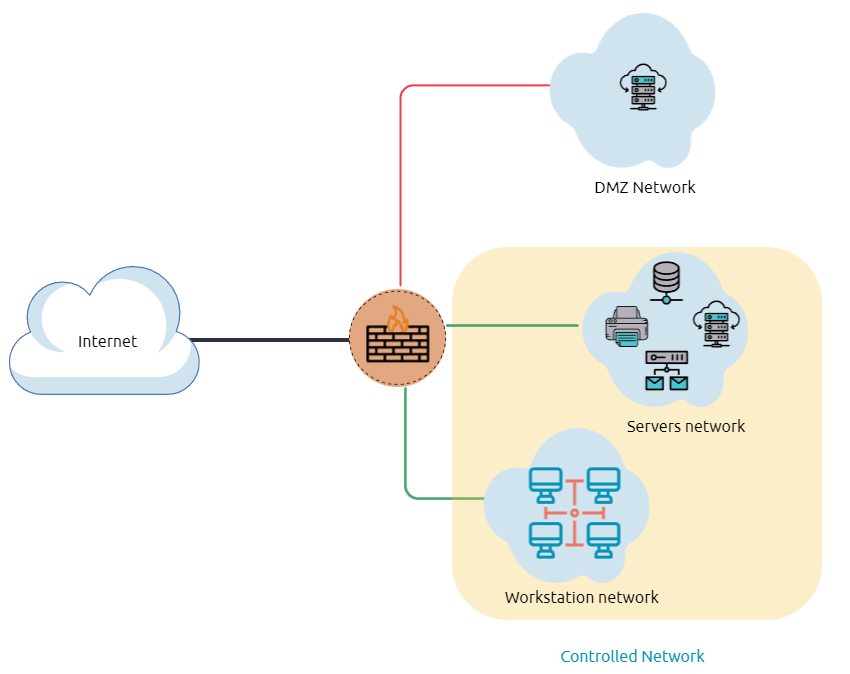 DMZ Network
Internet
Servers network
Workstation network
Controlled Network